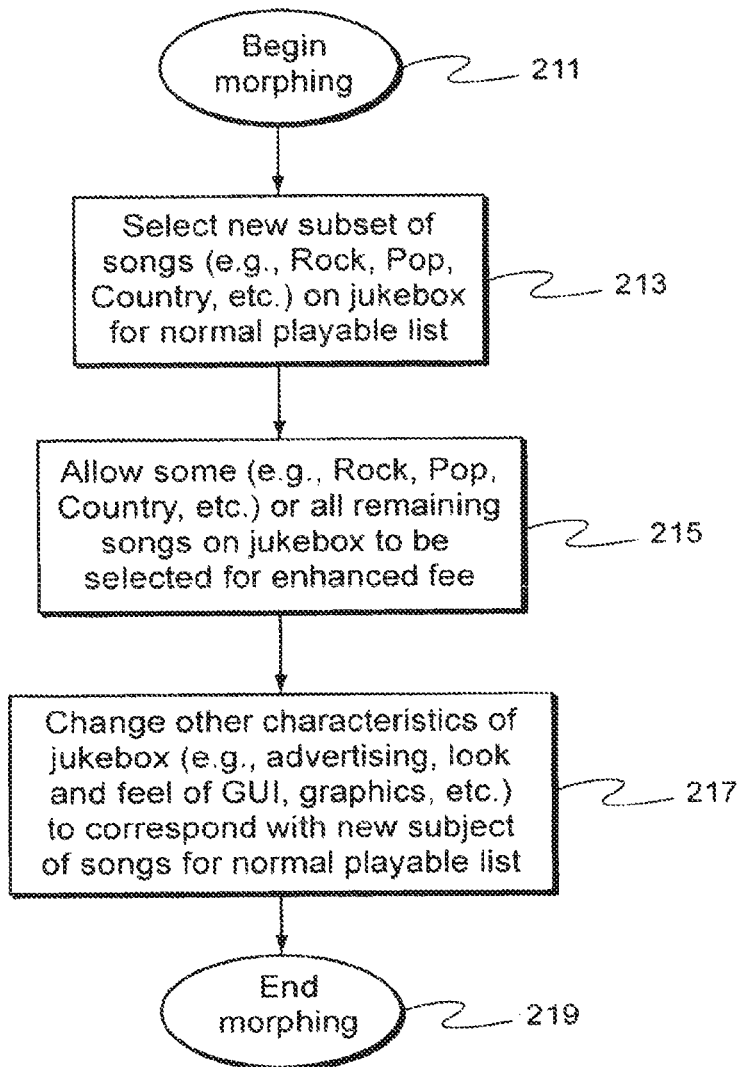 Begin
morphing
211
Select new subset of
songs (e.g., Rock, Pop,
Country, etc.) on jukebox
for normal playable list
213
Allow some (e.g., Rock, Pop,
Country, etc.) or all remaining
songs on jukebox to be
selected for enhanced fee
215
Change other characteristics of
jukebox (e.g., advertising, look
and feel of GUI, graphics, etc.)
to correspond with new subject
of songs for normal playable list
217
End
morphing
219